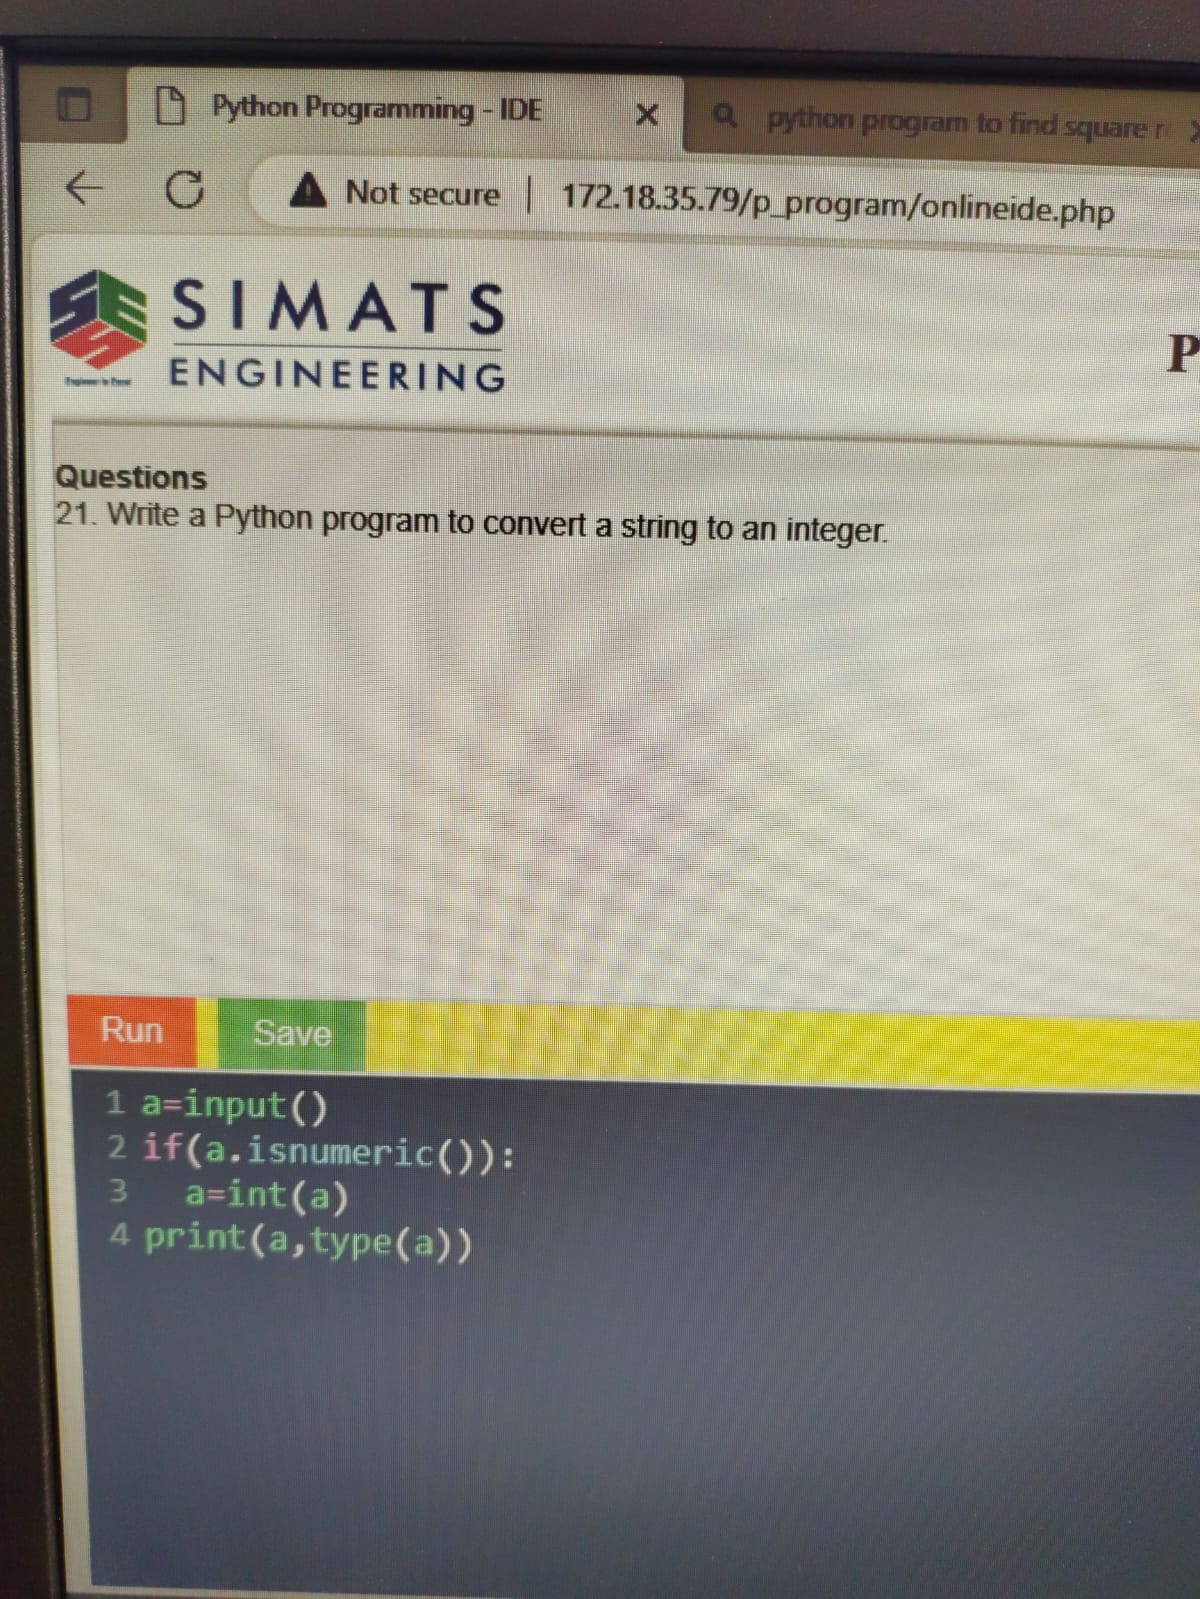 Python Programming - IDE
python program to find square r
Not secure | 172.18.35.79/p_program/onlineide.php
SIMATS
ENGINEERING
P
Questions
21. Write a Python program to convert a string to an integer.
Run Save
1 a=input()
2 if(a.isnumeric()):
3 a=int(a)
4 print(a,type(a))